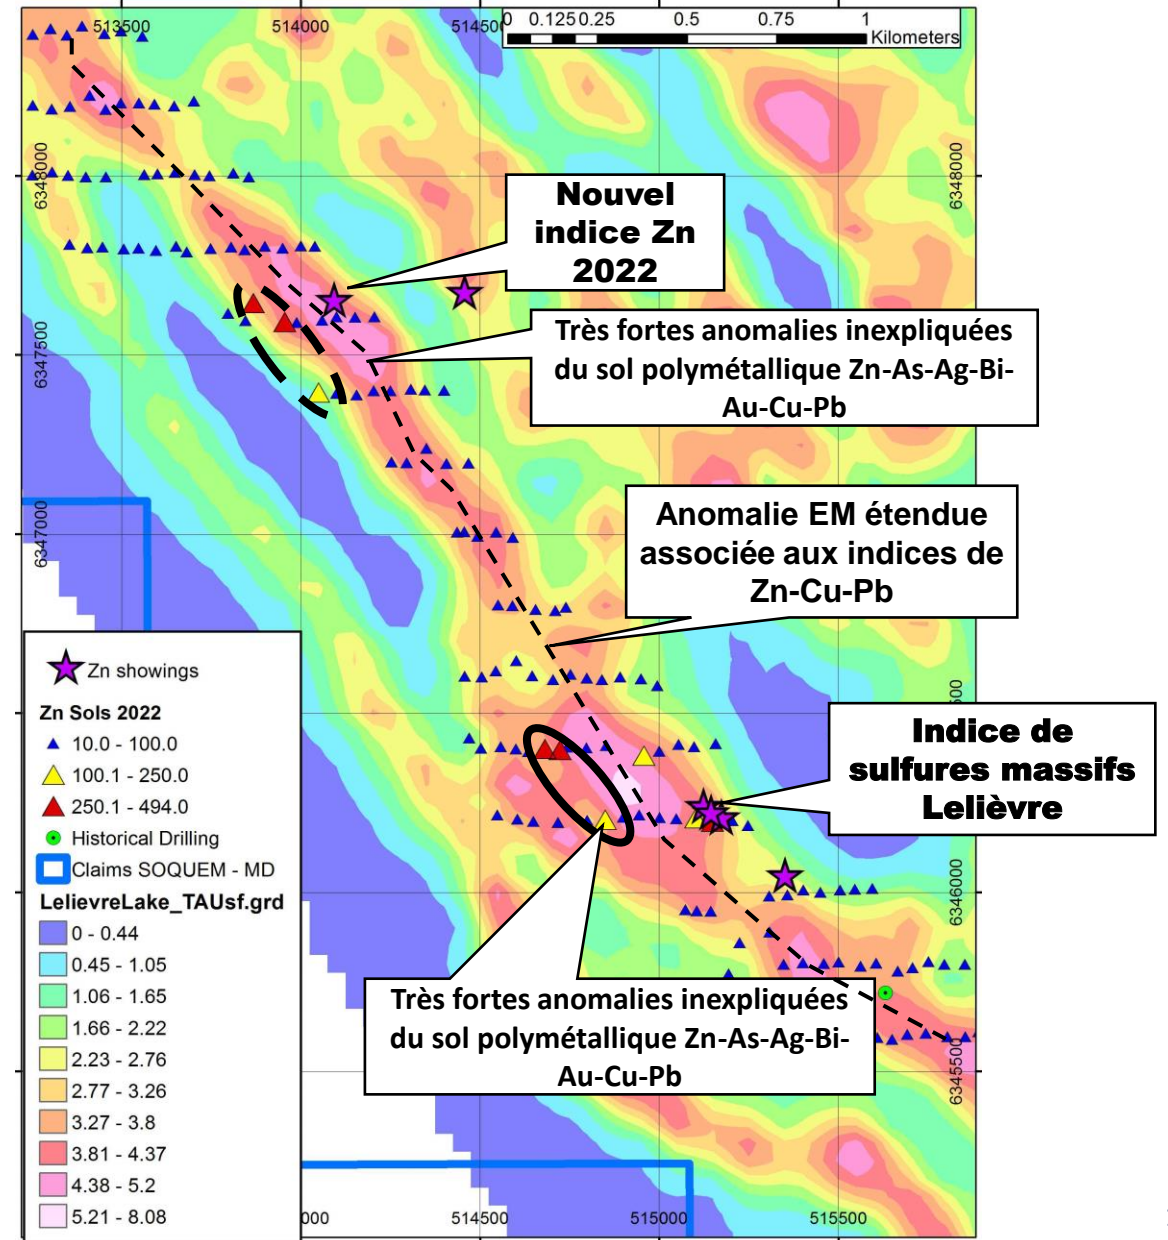 513500
514000
51450
0 0.125 0.25 0.5 0.75 1
Kilometers
6348000
6348000
Nouvel
indice Zn
2022
Très fortes anomalies inexpliquées
du sol polymétallique Zn-As-Ag-Bi-
Au-Cu-Pb
6347500
Anomalie EM étendue
associée aux indices de
Zn-Cu-Pb
6347000
500
Indice de
sulfures massifs
Lelièvre
Zn showings
Zn Sols 2022
10.0 - 100.0
100.1 - 250.0
250.1 - 494.0
Historical Drilling
Claims SOQUEM - MD
LelievreLake_TAUsf.grd
0 - 0.44
0.45 - 1.05
1.06 - 1.65
1.66 - 2.22
2.23 - 2.76
2.77 - 3.26
3.27 - 3.8
3.81 - 4.37
4.38 - 5.2
5.21 - 8.08
6346000
Très fortes anomalies inexpliquées
du sol polymétallique Zn-As-Ag-Bi-
Au-Cu-Pb
6345500
000
514500
515000
515500